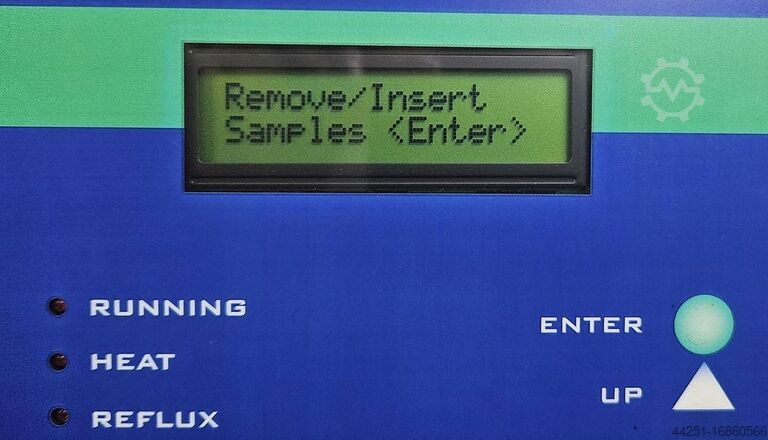 Remove/Insert
Samples <Enter>
RUNNING
HEAT
REFLUX
ENTER
UP
44251-16860566